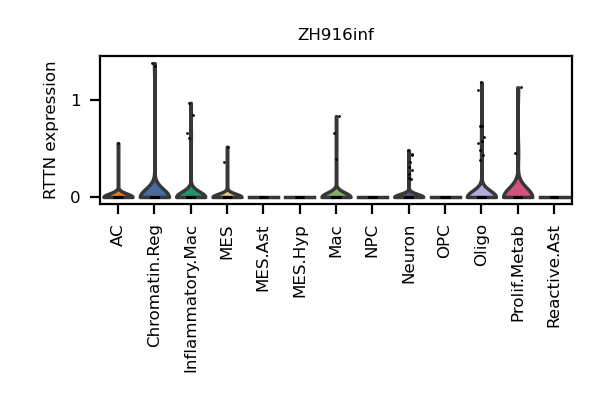 ZH916inf
RTTN expression
1
0
AC
Chromatin.Reg
Inflammatory.Mac
MES
MES.Ast
MES.Hyp
Mac
NPC
Neuron
OPC
Oligo
Prolif.Metab
Reactive.Ast